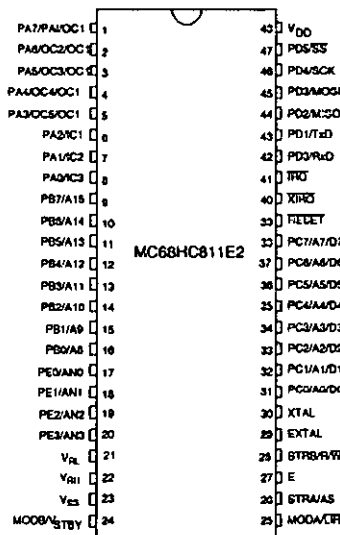 PA7/PAI/OC1 1
PA6/OC2/OC1 2
PA5/OC3/OC1 3
PA4/OC4/OC1 4
PA3/OC5/OC1 5
PA2/IC1 6
PA1/IC2 7
PA0/IC3 8
PB7/A15 9
PB6/A14 10
PB5/A13 11
PB4/A12 12
PB3/A11 13
PB2/A10 14
PB1/A9 15
PB0/A8 16
PE0/AN0 17
PE1/AN1 18
PE2/AN2 19
PE3/AN3 20
VRL 21
VRH 22
VSS 23
MODB/VSTBY 24
MC68HC811E2
48 VDD
47 PD5/SS
46 PD4/SCK
45 PD3/MOSI
44 PD2/MISO
43 PD1/TxD
42 PD0/RxD
41 IRQ
40 XIRQ
39 RESET
38 PC7/A7/D7
37 PC6/A6/D6
36 PC5/A5/D5
35 PC4/A4/D4
34 PC3/A3/D3
33 PC2/A2/D2
32 PC1/A1/D1
31 PC0/A0/D0
30 XTAL
29 EXTAL
28 STRB/R/W
27 E
26 STRA/AS
25 MODA/LIR